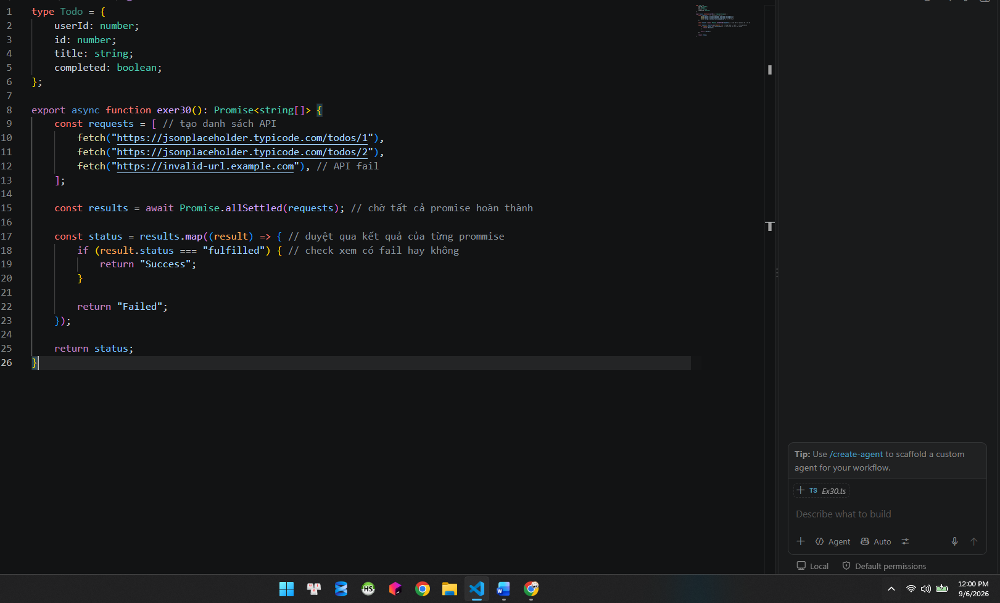 1 type Todo = {
2 userId: number;
3 id: number;
4 title: string;
5 completed: boolean;
6 };
7
8 export async function exer30(): Promise<string[]> {
9 const requests = [ // tạo danh sách API
10 fetch("https://jsonplaceholder.typicode.com/todos/1"),
11 fetch("https://jsonplaceholder.typicode.com/todos/2"),
12 fetch("https://invalid-url.example.com"), // API fail
13 ];
14
15 const results = await Promise.allSettled(requests); // chờ tất cả promise hoàn thành
16
17 const status = results.map((result) => { // duyệt qua kết quả của từng prommise
18 if (result.status === "fulfilled") { // check xem có fail hay không
19 return "Success";
20 }
21
22 return "Failed";
23 });
24
25 return status;
26 }
Tip: Use /create-agent to scaffold a custom
agent for your workflow.
TS Ex30.ts
Describe what to build
Agent Auto
Local Default permissions
HS
W
12:00 PM
9/6/2026